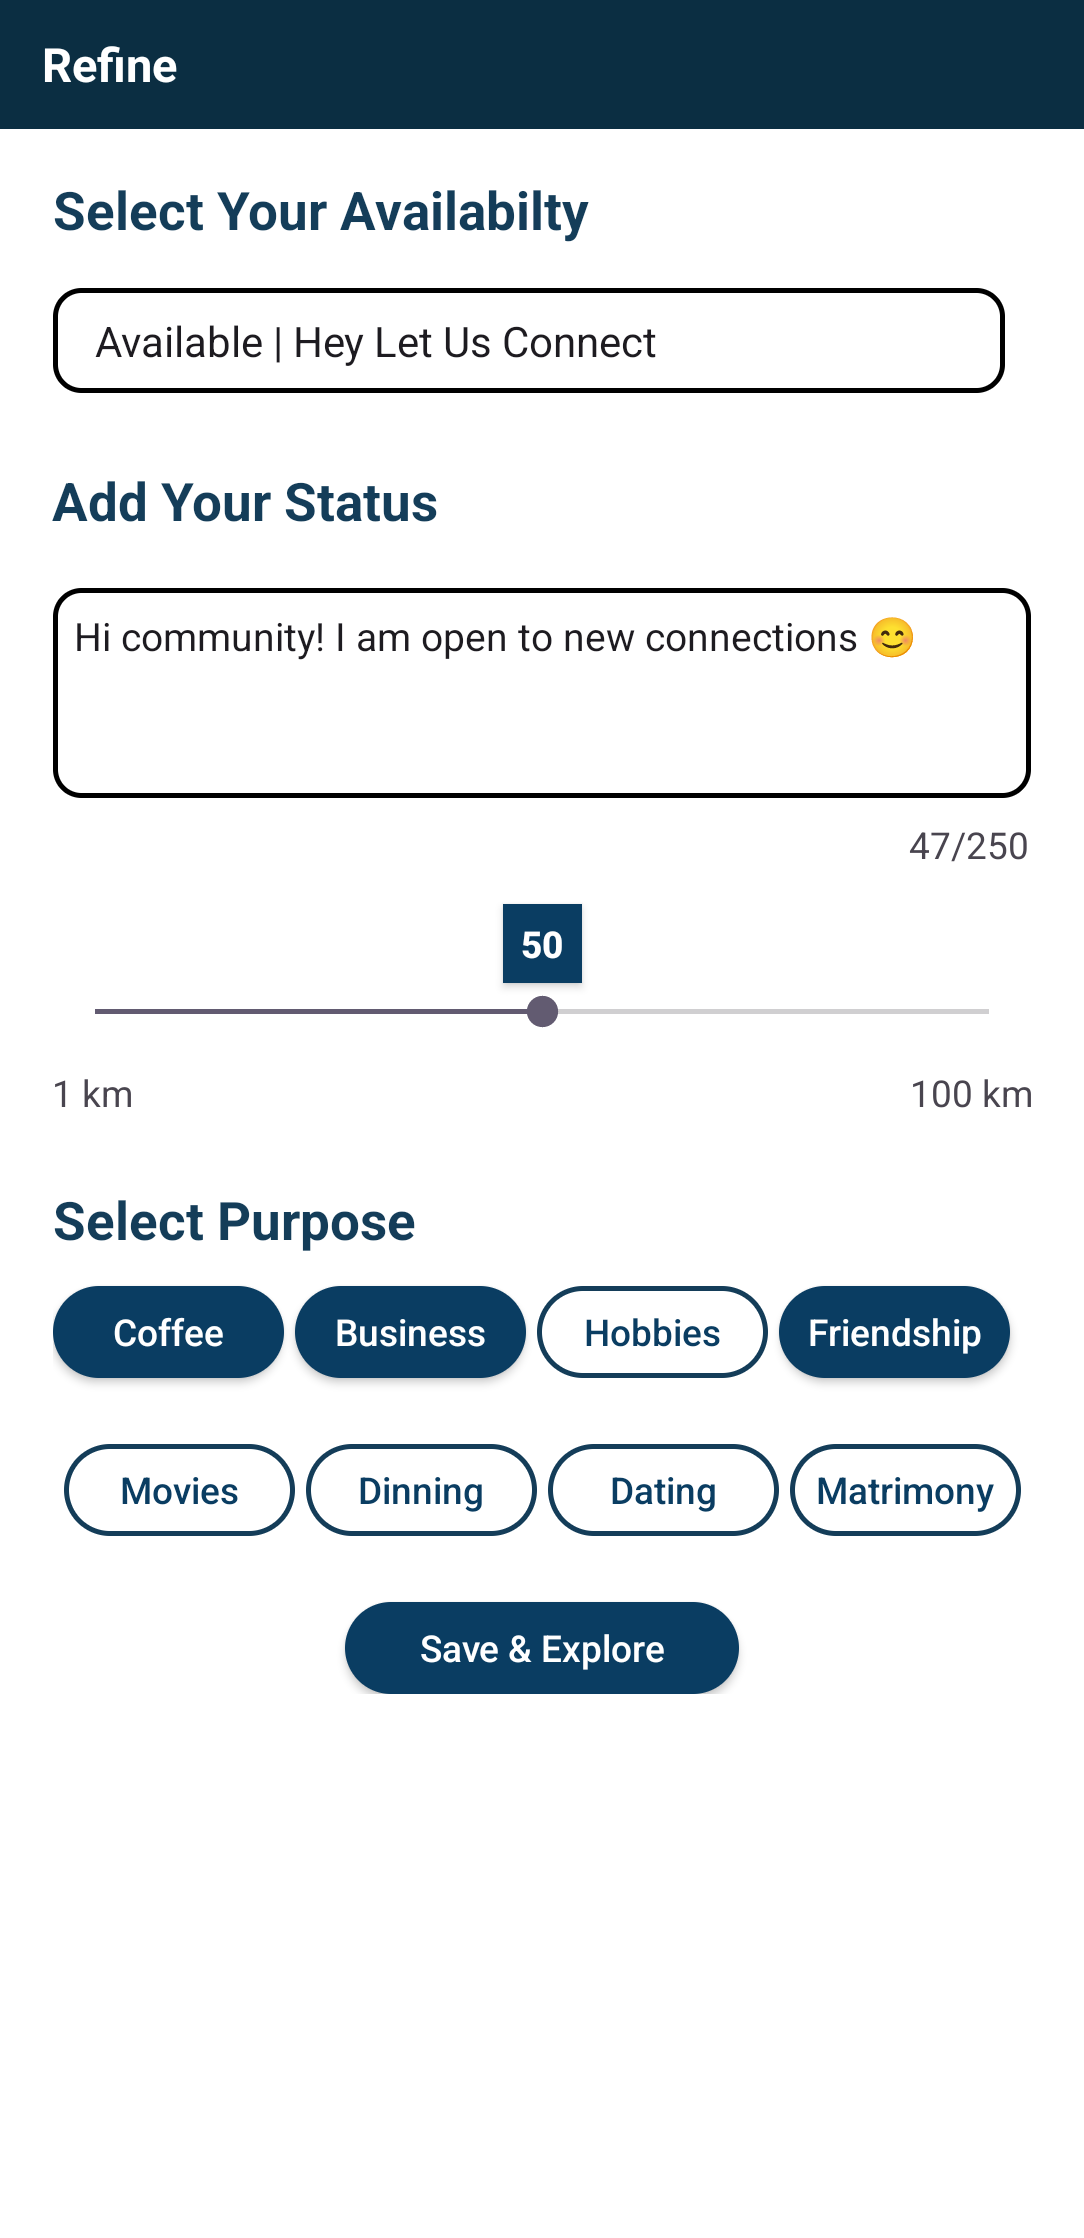 Refine
Select Your Availabilty
Available | Hey Let Us Connect
Add Your Status
Hi community! I am open to new connections 😊
47/250
50
1 km 100 km
Select Purpose
Coffee Business Hobbies Friendship
Movies Dinning Dating Matrimony
Save & Explore